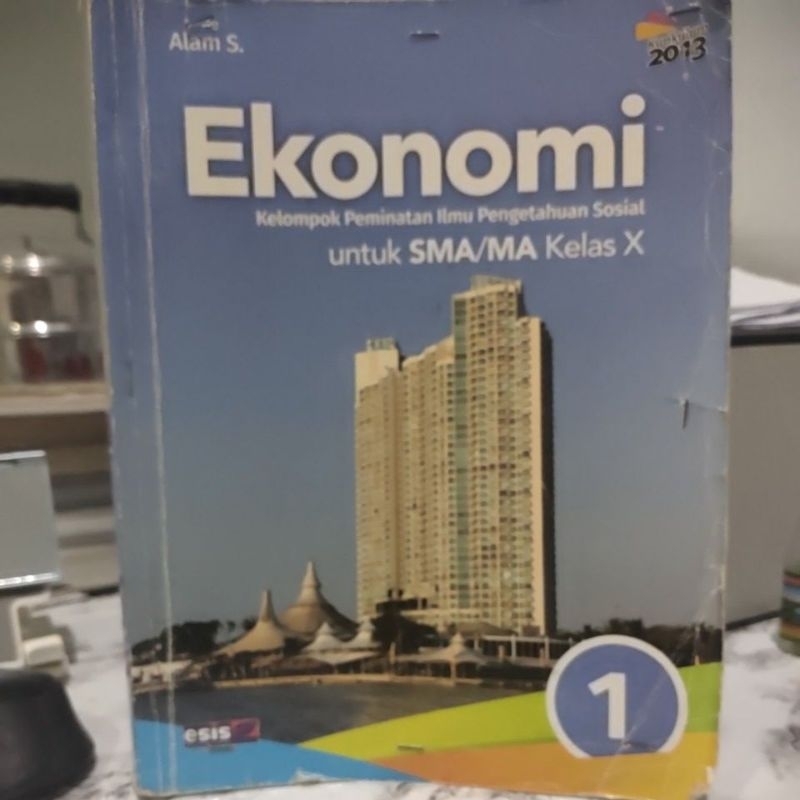 Alam S.
2013
Ekonomi
Kelompok Peminatan Ilmu Pengetahuan Sosial
untuk SMA/MA Kelas X
1
esis